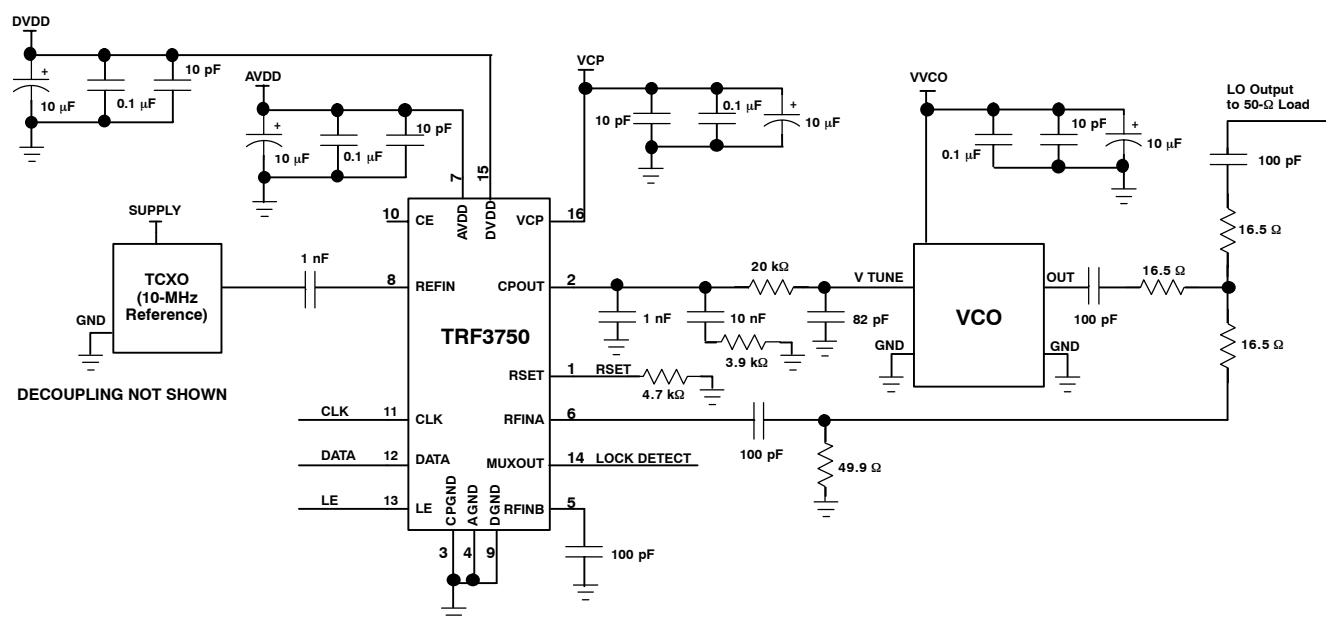 DVDD
10 µF
+
0.1 µF
10 pF
AVDD
10 µF
+
0.1 µF
10 pF
VCP
10 pF
0.1 µF
+
10 µF
VVCO
0.1 µF
10 pF
+
10 µF
LO Output
to 50-Ω Load
100 pF
16.5 Ω
7
15
10
CE
AVDD
DVDD
VCP
16
SUPPLY
TCXO
(10-MHz
Reference)
GND
1 nF
8
REFIN
CPOUT
2
1 nF
10 nF
3.9 kΩ
20 kΩ
82 pF
V TUNE
VCO
OUT
GND
GND
100 pF
16.5 Ω
16.5 Ω
TRF3750
DECOUPLING NOT SHOWN
RSET
1
RSET
4.7 kΩ
CLK
11
CLK
RFINA
6
100 pF
49.9 Ω
DATA
12
DATA
MUXOUT
14
LOCK DETECT
LE
13
LE
CPGND
AGND
DGND
RFINB
5
100 pF
3
4
9